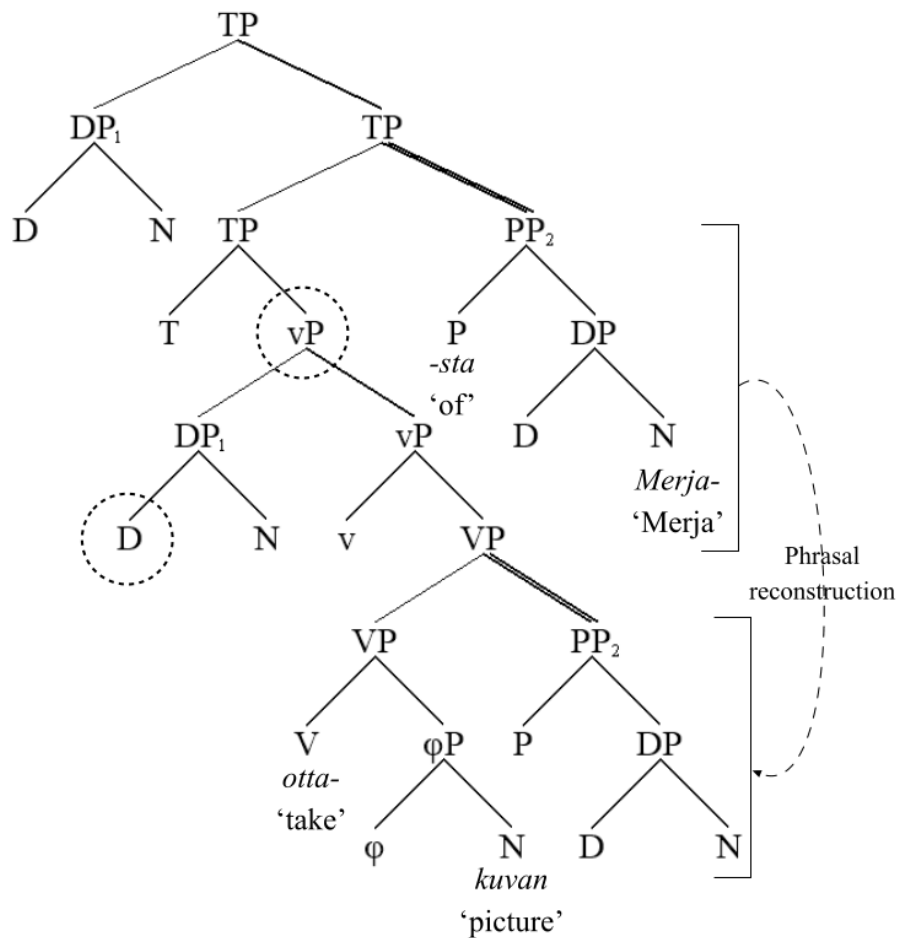 TP
DP₁ TP
D N TP PP₂
T vP P DP
-sta
‘of’ D N
DP₁ vP
Merja-
‘Merja’
D N v VP
Phrasal
reconstruction
VP PP₂
V φP P DP
otta-
‘take’
φ N D N
kuvan
‘picture’